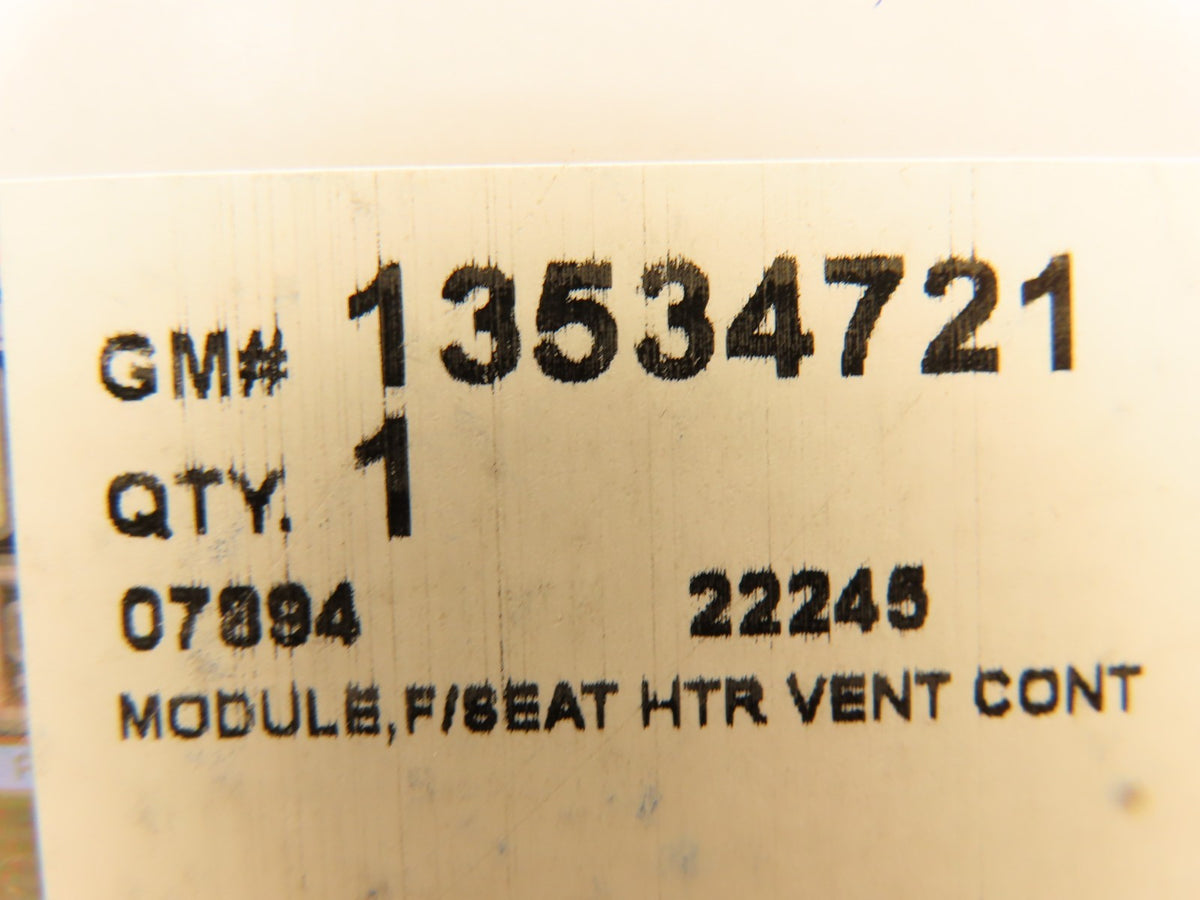 GM# 13534721
QTY. 1
07894 22245
MODULE,F/SEAT HTR VENT CONT